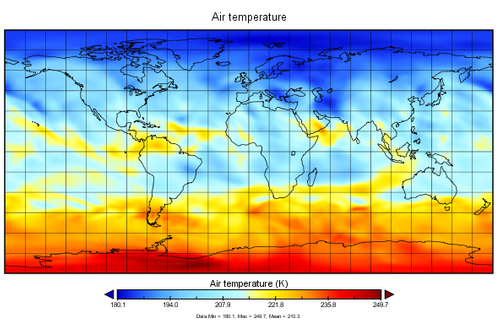 Air temperature
Air temperature (K)
180.1 194.0 207.9 221.8 235.8 249.7
Data Min = 180.1, Max = 249.7, Mean = 210.3